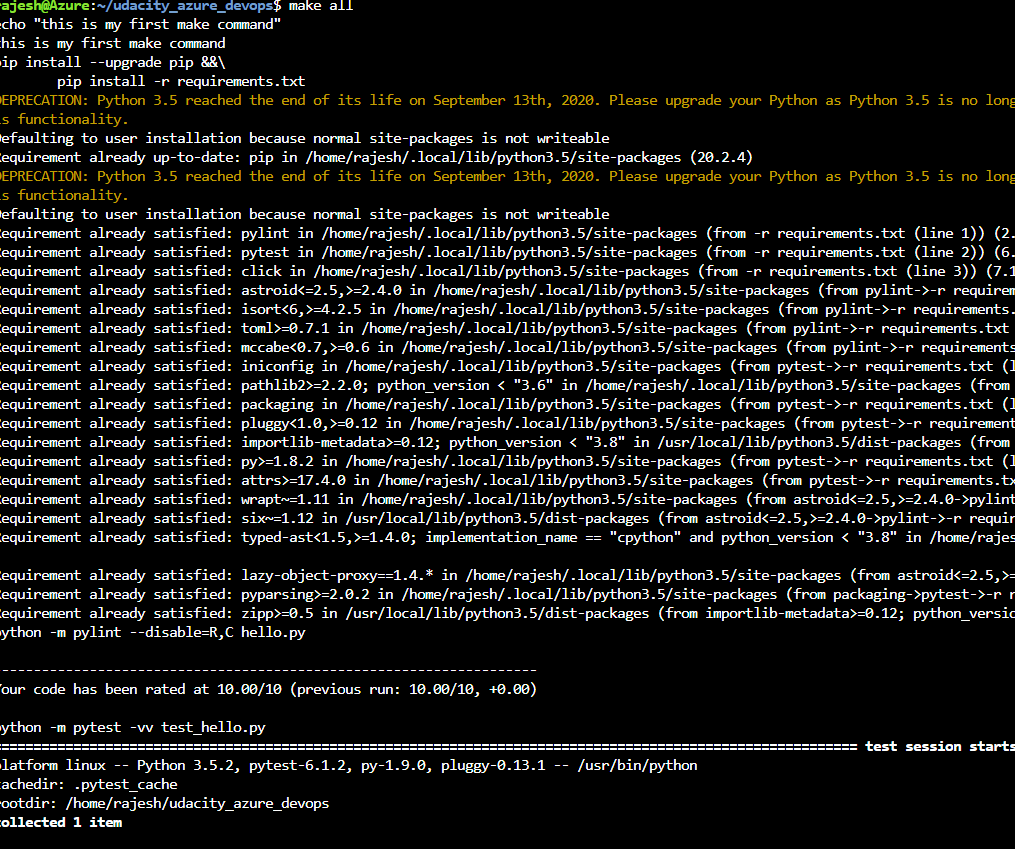 rajesh@Azure:~/udacity_azure_devops$ make all
echo "this is my first make command"
this is my first make command
pip install --upgrade pip &&\
pip install -r requirements.txt
DEPRECATION: Python 3.5 reached the end of its life on September 13th, 2020. Please upgrade your Python as Python 3.5 is no long
is functionality.
Defaulting to user installation because normal site-packages is not writeable
Requirement already up-to-date: pip in /home/rajesh/.local/lib/python3.5/site-packages (20.2.4)
DEPRECATION: Python 3.5 reached the end of its life on September 13th, 2020. Please upgrade your Python as Python 3.5 is no long
is functionality.
Defaulting to user installation because normal site-packages is not writeable
Requirement already satisfied: pylint in /home/rajesh/.local/lib/python3.5/site-packages (from -r requirements.txt (line 1)) (2.
Requirement already satisfied: pytest in /home/rajesh/.local/lib/python3.5/site-packages (from -r requirements.txt (line 2)) (6.
Requirement already satisfied: click in /home/rajesh/.local/lib/python3.5/site-packages (from -r requirements.txt (line 3)) (7.1
Requirement already satisfied: astroid<=2.5,>=2.4.0 in /home/rajesh/.local/lib/python3.5/site-packages (from pylint->-r requirem
Requirement already satisfied: isort<6,>=4.2.5 in /home/rajesh/.local/lib/python3.5/site-packages (from pylint->-r requirements.
Requirement already satisfied: toml>=0.7.1 in /home/rajesh/.local/lib/python3.5/site-packages (from pylint->-r requirements.txt
Requirement already satisfied: mccabe<0.7,>=0.6 in /home/rajesh/.local/lib/python3.5/site-packages (from pylint->-r requirements
Requirement already satisfied: iniconfig in /home/rajesh/.local/lib/python3.5/site-packages (from pytest->-r requirements.txt (l
Requirement already satisfied: pathlib2>=2.2.0; python_version < "3.6" in /home/rajesh/.local/lib/python3.5/site-packages (from
Requirement already satisfied: packaging in /home/rajesh/.local/lib/python3.5/site-packages (from pytest->-r requirements.txt (l
Requirement already satisfied: pluggy<1.0,>=0.12 in /home/rajesh/.local/lib/python3.5/site-packages (from pytest->-r requirement
Requirement already satisfied: importlib-metadata>=0.12; python_version < "3.8" in /usr/local/lib/python3.5/dist-packages (from
Requirement already satisfied: py>=1.8.2 in /home/rajesh/.local/lib/python3.5/site-packages (from pytest->-r requirements.txt (l
Requirement already satisfied: attrs>=17.4.0 in /home/rajesh/.local/lib/python3.5/site-packages (from pytest->-r requirements.tx
Requirement already satisfied: wrapt~=1.11 in /home/rajesh/.local/lib/python3.5/site-packages (from astroid<=2.5,>=2.4.0->pylint
Requirement already satisfied: six~=1.12 in /usr/local/lib/python3.5/dist-packages (from astroid<=2.5,>=2.4.0->pylint->-r requir
Requirement already satisfied: typed-ast<1.5,>=1.4.0; implementation_name == "cpython" and python_version < "3.8" in /home/rajes
Requirement already satisfied: lazy-object-proxy==1.4.* in /home/rajesh/.local/lib/python3.5/site-packages (from astroid<=2.5,>=
Requirement already satisfied: pyparsing>=2.0.2 in /home/rajesh/.local/lib/python3.5/site-packages (from packaging->pytest->-r r
Requirement already satisfied: zipp>=0.5 in /usr/local/lib/python3.5/dist-packages (from importlib-metadata>=0.12; python_versio
python -m pylint --disable=R,C hello.py
-------------------------------------------------------------------
Your code has been rated at 10.00/10 (previous run: 10.00/10, +0.00)
python -m pytest -vv test_hello.py
=========================================================================================================== test session starts
platform linux -- Python 3.5.2, pytest-6.1.2, py-1.9.0, pluggy-0.13.1 -- /usr/bin/python
cachedir: .pytest_cache
rootdir: /home/rajesh/udacity_azure_devops
collected 1 item